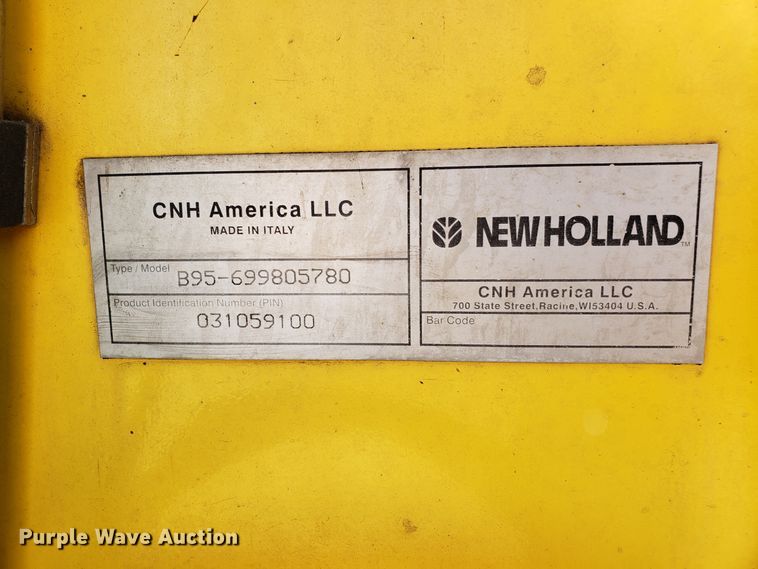 CNH America LLC
MADE IN ITALY
Type / Model
B95-699805780
Product Identification Number (PIN)
031059100
NEW HOLLAND™
CNH America LLC
700 State Street, Racine, WI53404 U.S.A.
Bar Code
Purple Wave Auction